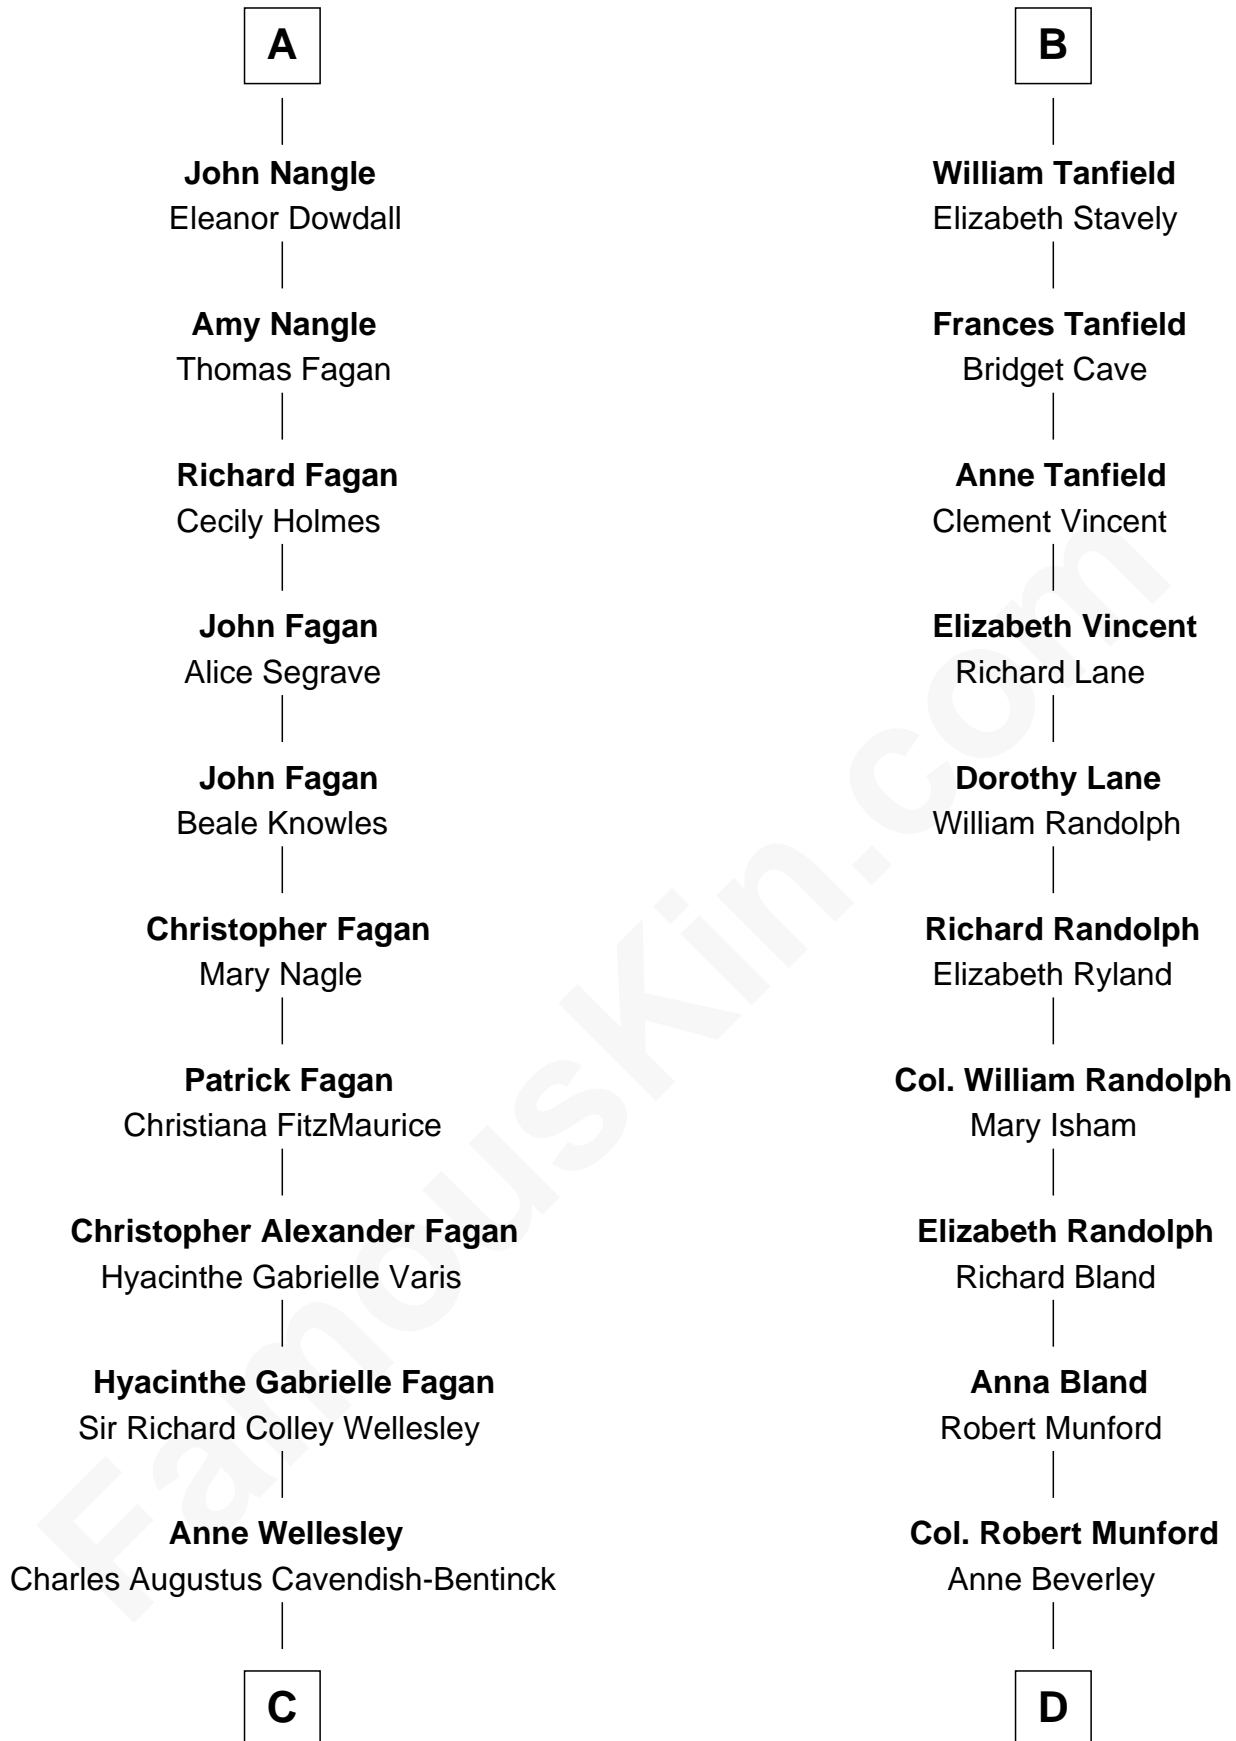 A
John Nangle
Eleanor Dowdall
Amy Nangle
Thomas Fagan
Richard Fagan
Cecily Holmes
John Fagan
Alice Segrave
John Fagan
Beale Knowles
Christopher Fagan
Mary Nagle
Patrick Fagan
Christiana FitzMaurice
Christopher Alexander Fagan
Hyacinthe Gabrielle Varis
Hyacinthe Gabrielle Fagan
Sir Richard Colley Wellesley
Anne Wellesley
Charles Augustus Cavendish-Bentinck
C
B
William Tanfield
Elizabeth Stavely
Frances Tanfield
Bridget Cave
Anne Tanfield
Clement Vincent
Elizabeth Vincent
Richard Lane
Dorothy Lane
William Randolph
Richard Randolph
Elizabeth Ryland
Col. William Randolph
Mary Isham
Elizabeth Randolph
Richard Bland
Anna Bland
Robert Munford
Col. Robert Munford
Anne Beverley
D
FamousKin.com